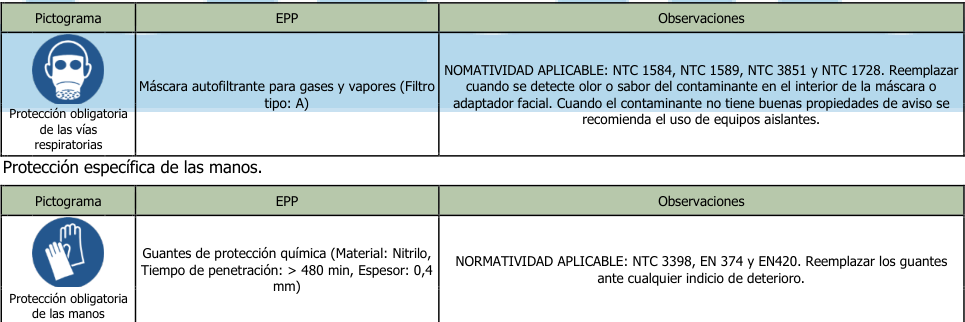 Pictograma EPP Observaciones
Protección obligatoria
de las vías
respiratorias
Máscara autofiltrante para gases y vapores (Filtro
tipo: A)
NOMATIVIDAD APLICABLE: NTC 1584, NTC 1589, NTC 3851 y NTC 1728. Reemplazar
cuando se detecte olor o sabor del contaminante en el interior de la máscara o
adaptador facial. Cuando el contaminante no tiene buenas propiedades de aviso se
recomienda el uso de equipos aislantes.
Protección específica de las manos.
Pictograma EPP Observaciones
Protección obligatoria
de las manos
Guantes de protección química (Material: Nitrilo,
Tiempo de penetración: > 480 min, Espesor: 0,4
mm)
NORMATIVIDAD APLICABLE: NTC 3398, EN 374 y EN420. Reemplazar los guantes
ante cualquier indicio de deterioro.